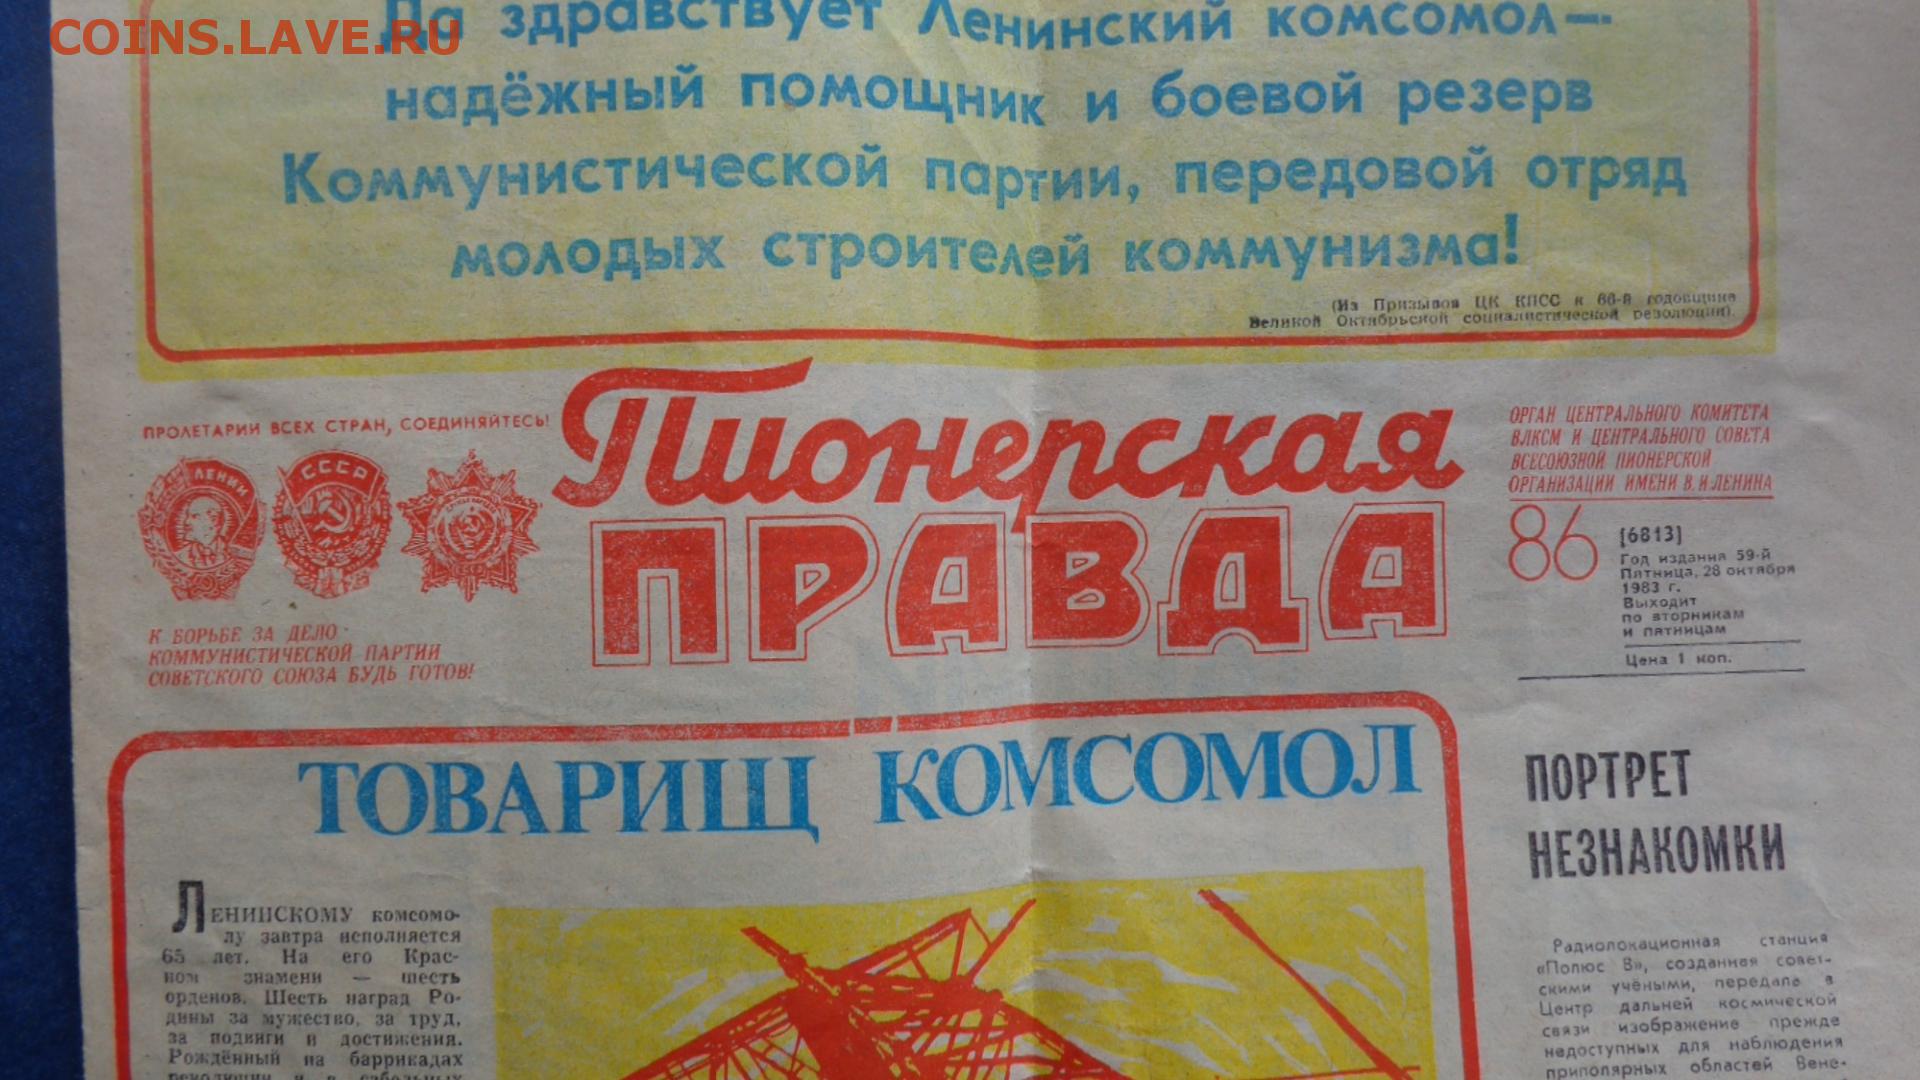 COINS.LAVE.RU
Да здравствует Ленинский комсомол —
надёжный помощник и боевой резерв
Коммунистической партии, передовой отряд
молодых строителей коммунизма!
(Из Призывов ЦК КПСС к 66-й годовщине
Великой Октябрьской социалистической революции).
ПРОЛЕТАРИИ ВСЕХ СТРАН, СОЕДИНЯЙТЕСЬ!
ЛЕНИН
СССР
СССР
К БОРЬБЕ ЗА ДЕЛО
КОММУНИСТИЧЕСКОЙ ПАРТИИ
СОВЕТСКОГО СОЮЗА БУДЬ ГОТОВ!
Пионерская
ПРАВДА
ОРГАН ЦЕНТРАЛЬНОГО КОМИТЕТА
ВЛКСМ И ЦЕНТРАЛЬНОГО СОВЕТА
ВСЕСОЮЗНОЙ ПИОНЕРСКОЙ
ОРГАНИЗАЦИИ ИМЕНИ В. И. ЛЕНИНА
86
[6813]
Год издания 59-й
Пятница, 28 октября
1983 г.
Выходит
по вторникам
и пятницам
Цена 1 коп.
ТОВАРИЩ КОМСОМОЛ
ЛЕНИНСКОМУ комсомо-
лу завтра исполняется
65 лет. На его Крас-
ном знамени — шесть
орденов. Шесть наград Ро-
дины за мужество, за труд,
за подвиги и достижения.
Рождённый на баррикадах
революции и в сабельных
ПОРТРЕТ
НЕЗНАКОМКИ
Радиолокационная станция
«Полюс В», созданная совет-
скими учёными, передала в
Центр дальней космической
связи изображение прежде
недоступных для наблюдения
приполярных областей Вене-